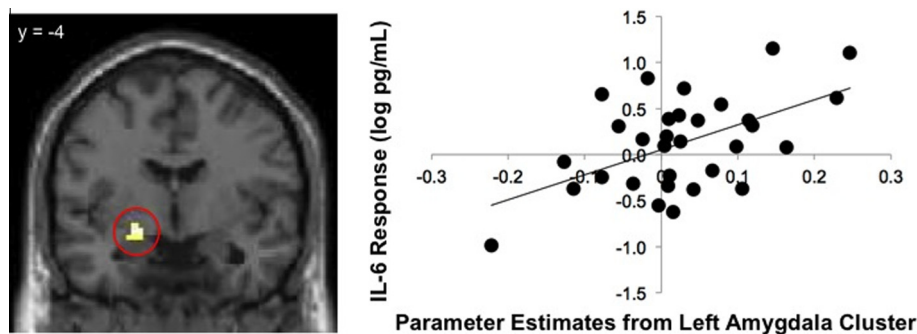 y = -4
IL-6 Response (log pg/mL)
1.5
1.0
0.5
0.0
-0.5
-1.0
-1.5
-0.3 -0.2 -0.1 0.0 0.1 0.2 0.3
Parameter Estimates from Left Amygdala Cluster